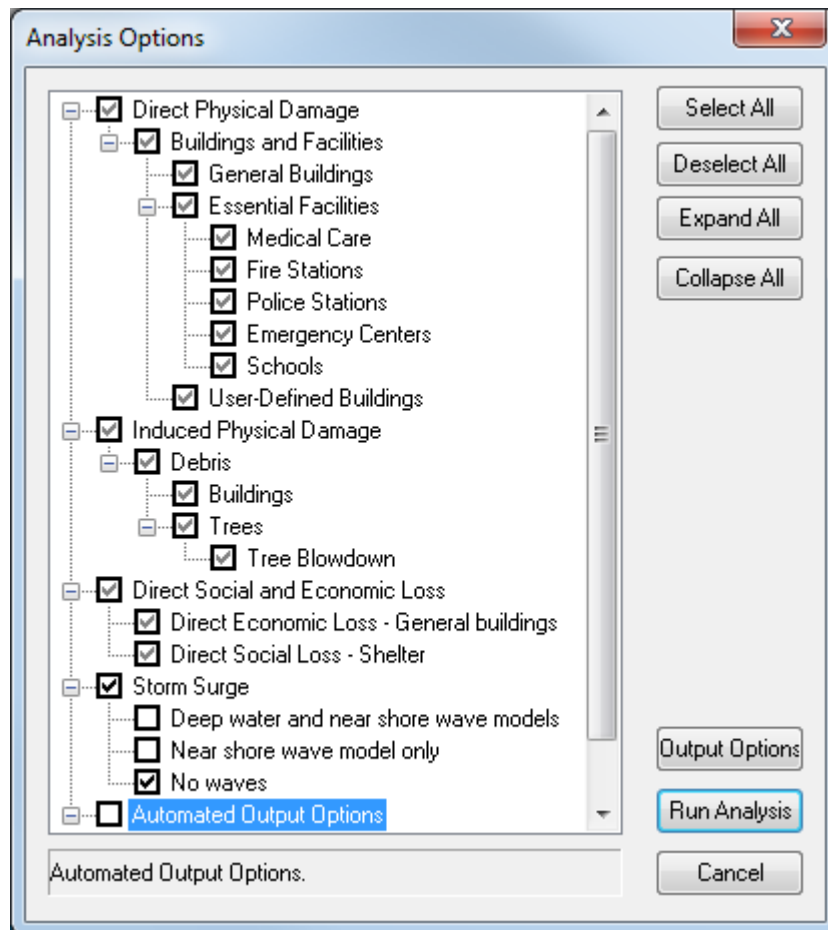 Analysis Options
Direct Physical Damage
Buildings and Facilities
General Buildings
Essential Facilities
Medical Care
Fire Stations
Police Stations
Emergency Centers
Schools
User-Defined Buildings
Induced Physical Damage
Debris
Buildings
Trees
Tree Blowdown
Direct Social and Economic Loss
Direct Economic Loss - General buildings
Direct Social Loss - Shelter
Storm Surge
Deep water and near shore wave models
Near shore wave model only
No waves
Automated Output Options
Automated Output Options.
Select All
Deselect All
Expand All
Collapse All
Output Options
Run Analysis
Cancel